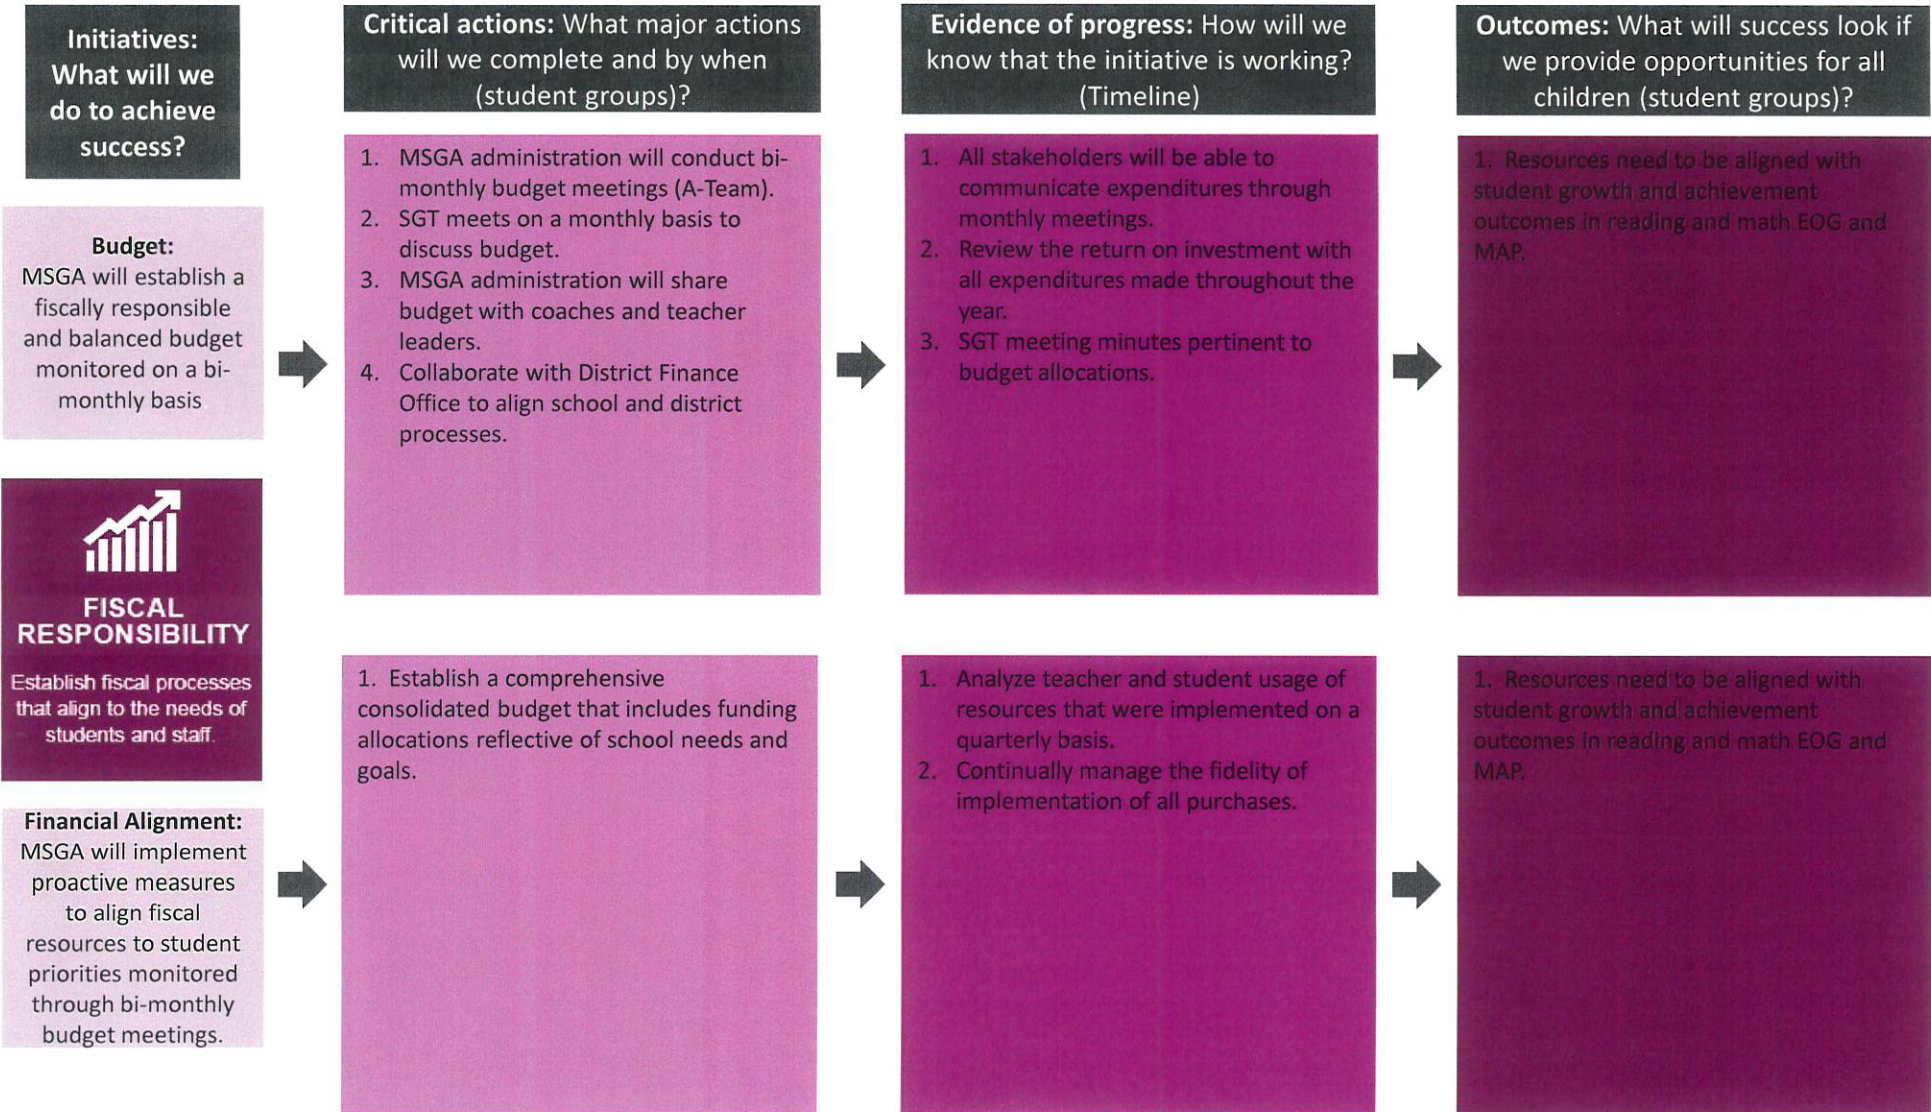 Initiatives:
What will we
do to achieve
success?
Critical actions: What major actions
will we complete and by when
(student groups)?
Evidence of progress: How will we
know that the initiative is working?
(Timeline)
Outcomes: What will success look if
we provide opportunities for all
children (student groups)?
Budget:
MSGA will establish a
fiscally responsible
and balanced budget
monitored on a bi-
monthly basis
1. MSGA administration will conduct bi-
monthly budget meetings (A-Team).
2. SGT meets on a monthly basis to
discuss budget.
3. MSGA administration will share
budget with coaches and teacher
leaders.
4. Collaborate with District Finance
Office to align school and district
processes.
1. All stakeholders will be able to
communicate expenditures through
monthly meetings.
2. Review the return on investment with
all expenditures made throughout the
year.
3. SGT meeting minutes pertinent to
budget allocations.
1. Resources need to be aligned with
student growth and achievement
outcomes in reading and math EOG and
MAP.
FISCAL
RESPONSIBILITY
Establish fiscal processes
that align to the needs of
students and staff.
Financial Alignment:
MSGA will implement
proactive measures
to align fiscal
resources to student
priorities monitored
through bi-monthly
budget meetings.
1. Establish a comprehensive
consolidated budget that includes funding
allocations reflective of school needs and
goals.
1. Analyze teacher and student usage of
resources that were implemented on a
quarterly basis.
2. Continually manage the fidelity of
implementation of all purchases.
1. Resources need to be aligned with
student growth and achievement
outcomes in reading and math EOG and
MAP.